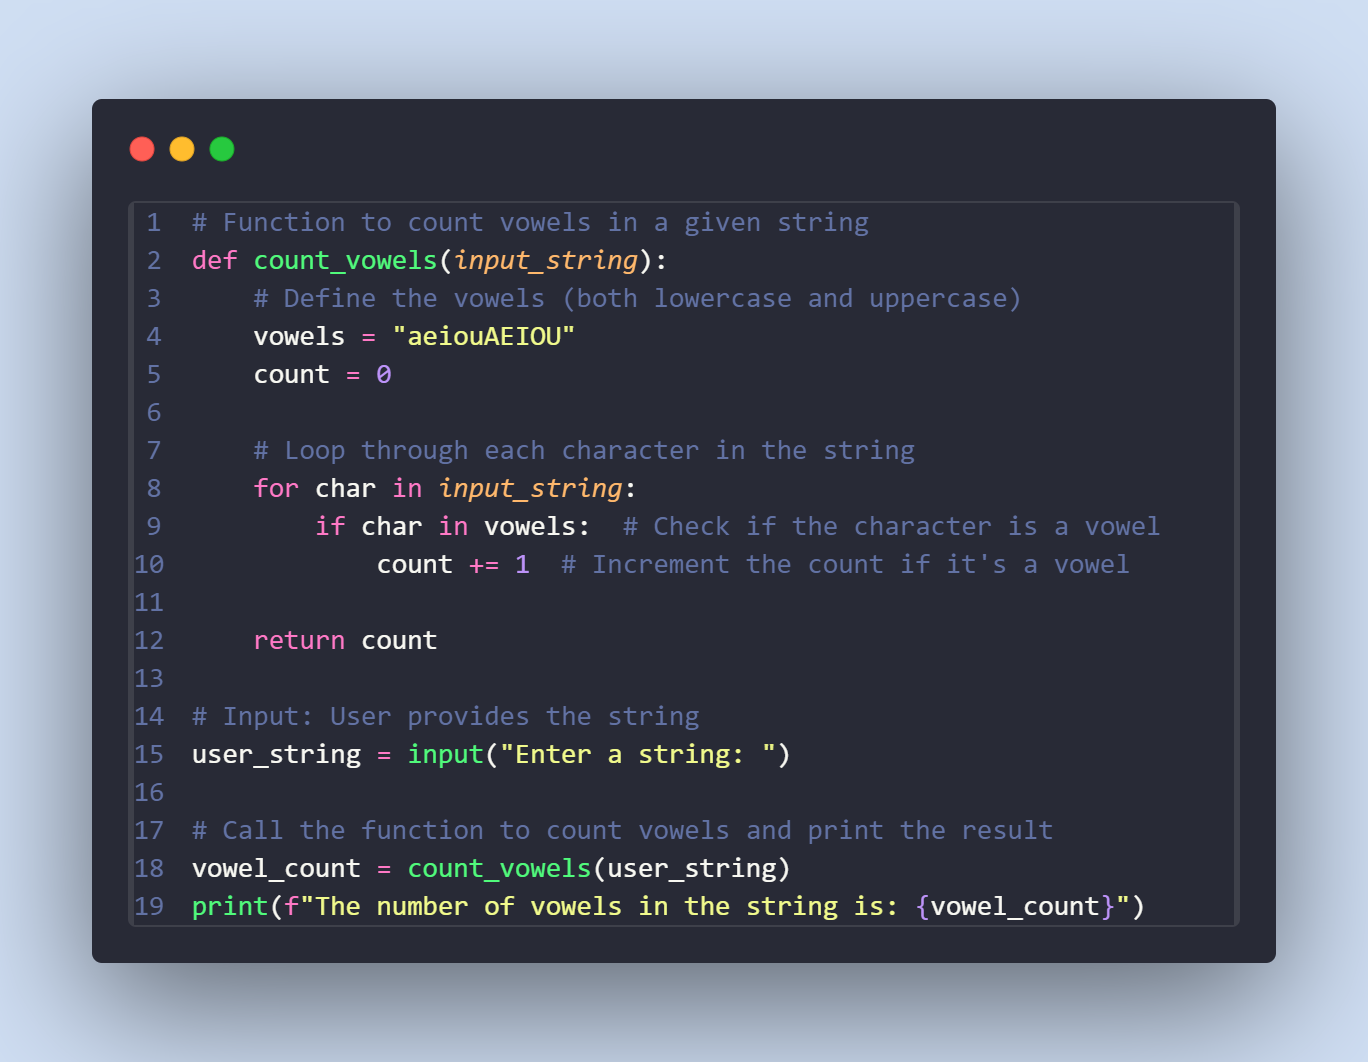 1 # Function to count vowels in a given string
2 def count_vowels(input_string):
3     # Define the vowels (both lowercase and uppercase)
4     vowels = "aeiouAEIOU"
5     count = 0
6
7     # Loop through each character in the string
8     for char in input_string:
9         if char in vowels:  # Check if the character is a vowel
10             count += 1  # Increment the count if it's a vowel
11
12     return count
13
14 # Input: User provides the string
15 user_string = input("Enter a string: ")
16
17 # Call the function to count vowels and print the result
18 vowel_count = count_vowels(user_string)
19 print(f"The number of vowels in the string is: {vowel_count}")